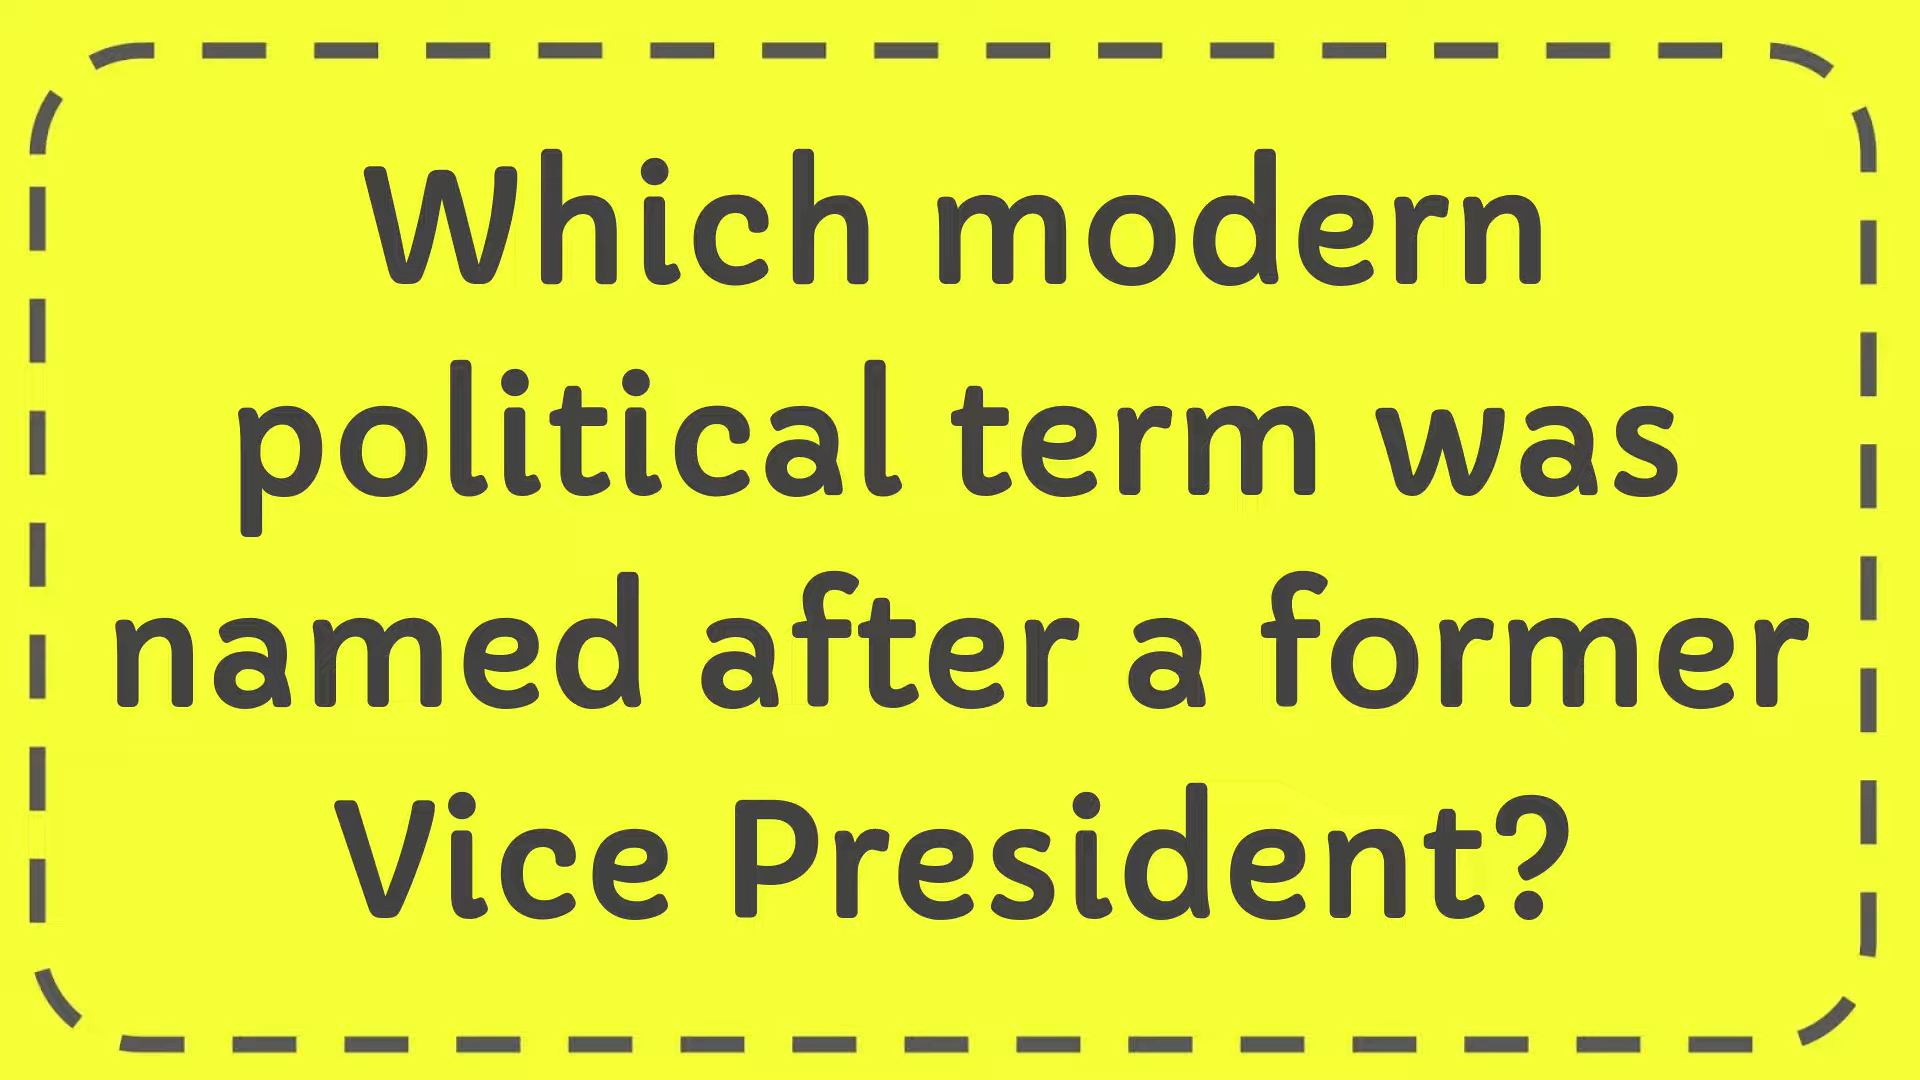 Which modern
political term was
named after a former
Vice President?